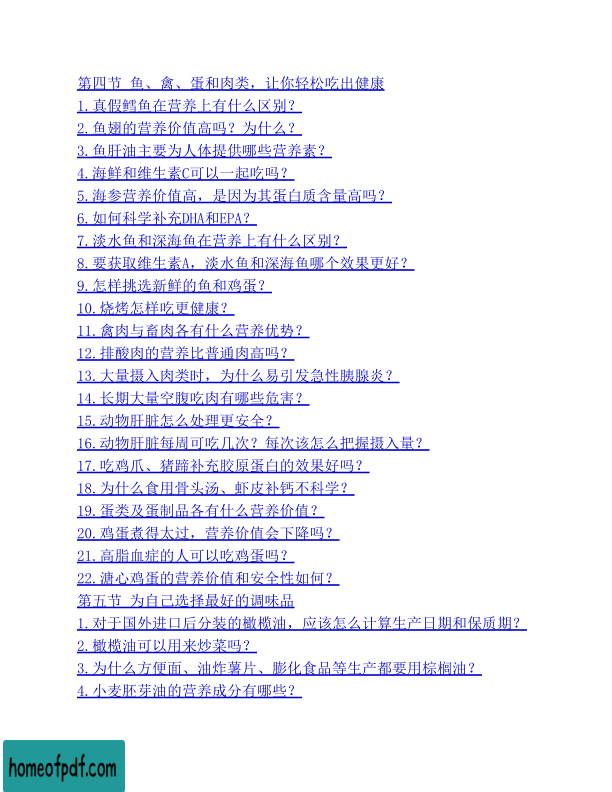 第四节 鱼、禽、蛋和肉类，让你轻松吃出健康
1.真假鳕鱼在营养上有什么区别？
2.鱼翅的营养价值高吗？为什么？
3.鱼肝油主要为人体提供哪些营养素？
4.海鲜和维生素C可以一起吃吗？
5.海参营养价值高，是因为其蛋白质含量高吗？
6.如何科学补充DHA和EPA？
7.淡水鱼和深海鱼在营养上有什么区别？
8.要获取维生素A，淡水鱼和深海鱼哪个效果更好？
9.怎样挑选新鲜的鱼和鸡蛋？
10.烧烤怎样吃更健康？
11.禽肉与畜肉各有什么营养优势？
12.排酸肉的营养比普通肉高吗？
13.大量摄入肉类时，为什么易引发急性胰腺炎？
14.长期大量空腹吃肉有哪些危害？
15.动物肝脏怎么处理更安全？
16.动物肝脏每周可吃几次？每次该怎么把握摄入量？
17.吃鸡爪、猪蹄补充胶原蛋白的效果好吗？
18.为什么食用骨头汤、虾皮补钙不科学？
19.蛋类及蛋制品各有什么营养价值？
20.鸡蛋煮得太过，营养价值会下降吗？
21.高脂血症的人可以吃鸡蛋吗？
22.溏心鸡蛋的营养价值和安全性如何？
第五节 为自己选择最好的调味品
1.对于国外进口后分装的橄榄油，应该怎么计算生产日期和保质期？
2.橄榄油可以用来炒菜吗？
3.为什么方便面、油炸薯片、膨化食品等生产都要用棕榈油？
4.小麦胚芽油的营养成分有哪些？
homeofpdf.com